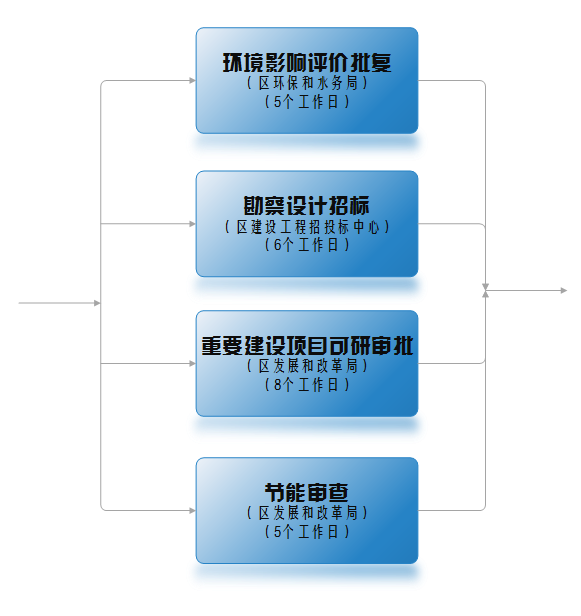 环境影响评价批复
(区环保和水务局)
(5个工作日)
勘察设计招标
(区建设工程招投标中心)
(6个工作日)
重要建设项目可研审批
(区发展和改革局)
(8个工作日)
节能审查
(区发展和改革局)
(5个工作日)